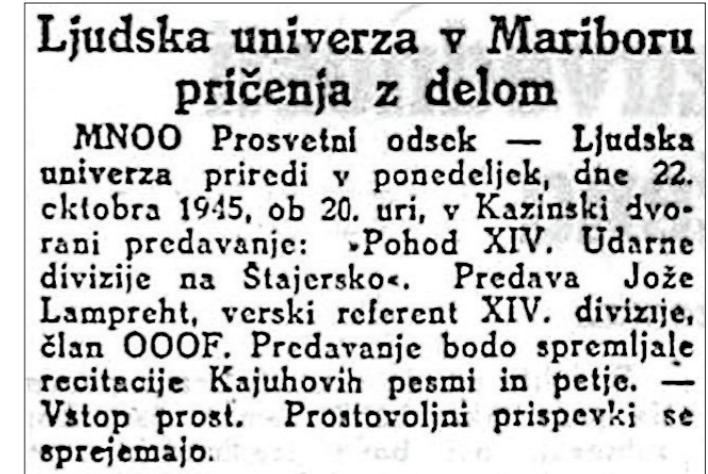 Ljudska univerza v Mariboru
pričenja z delom
MNOO Prosvetni odsek — Ljudska
univerza priredi v ponedeljek, dne 22.
cktobra 1945, ob 20. uri, v Kazinski dvo-
rani predavanje: »Pohod XIV. Udarne
divizije na Štajersko«. Predava Jože
Lampreht, verski referent XIV. divizije,
član OOOF. Predavanje bodo spremljale
recitacije Kajuhovih pesmi in petje. —
Vstop prost. Prostovoljni prispevki se
sprejemajo.